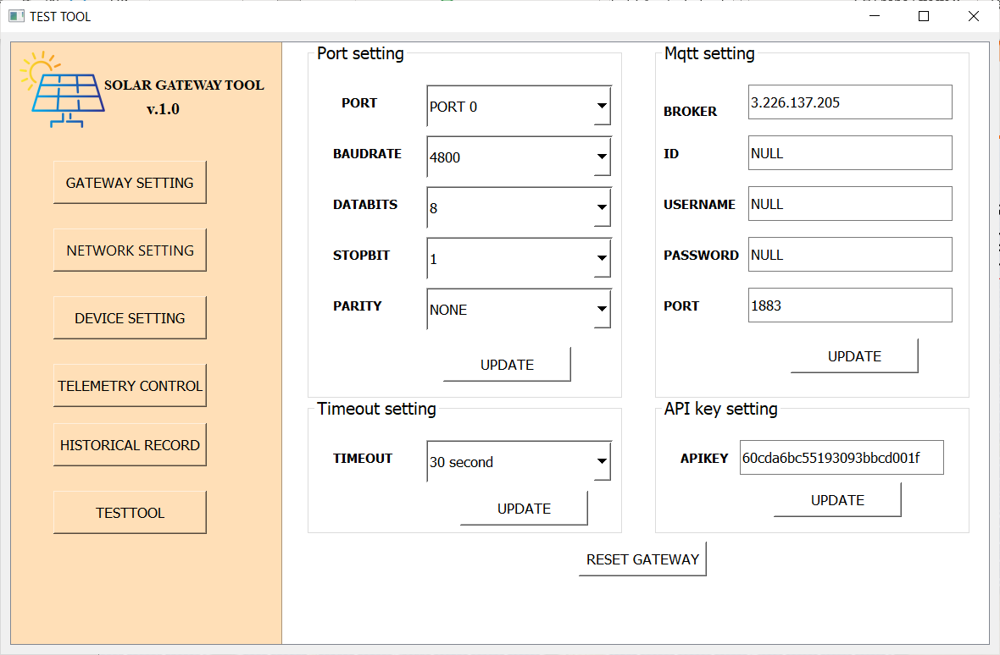 TEST TOOL
SOLAR GATEWAY TOOL
v.1.0
GATEWAY SETTING
NETWORK SETTING
DEVICE SETTING
TELEMETRY CONTROL
HISTORICAL RECORD
TESTTOOL
Port setting
PORT PORT 0
BAUDRATE 4800
DATABITS 8
STOPBIT 1
PARITY NONE
UPDATE
Mqtt setting
BROKER 3.226.137.205
ID NULL
USERNAME NULL
PASSWORD NULL
PORT 1883
UPDATE
Timeout setting
TIMEOUT 30 second
UPDATE
API key setting
APIKEY 60cda6bc55193093bbcd001f
UPDATE
RESET GATEWAY